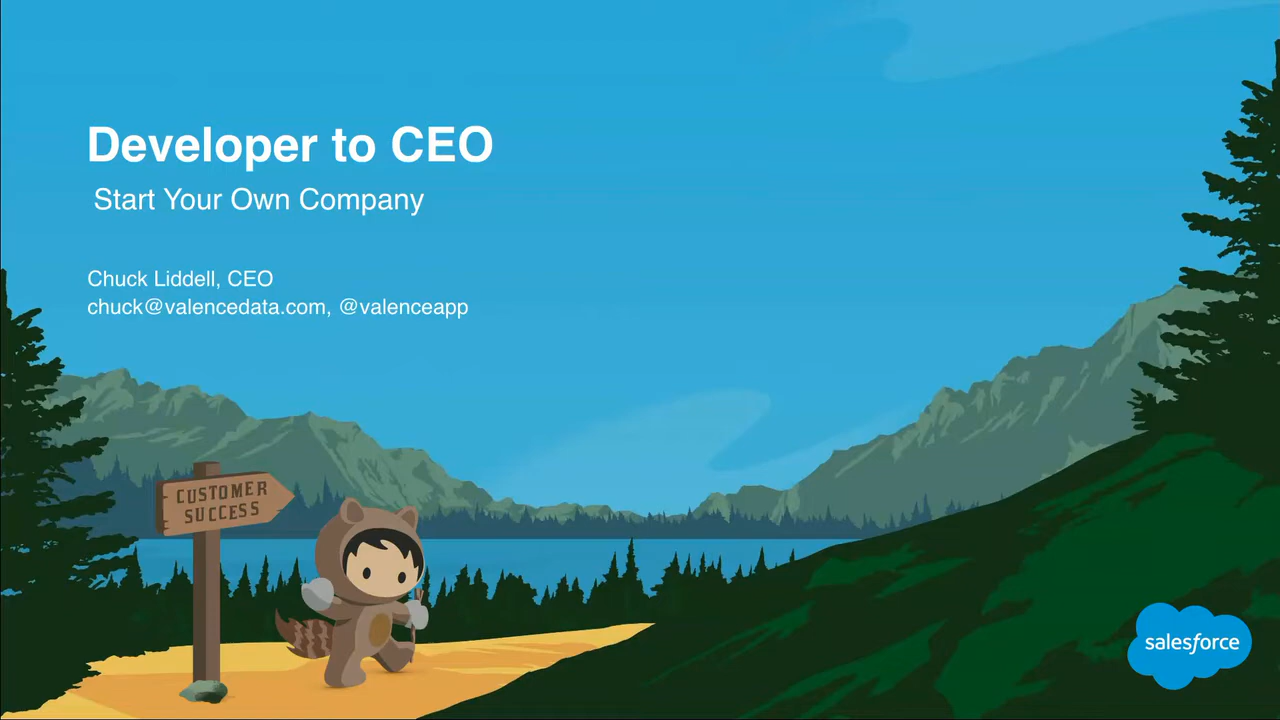 Developer to CEO
Start Your Own Company
Chuck Liddell, CEO
chuck@valencedata.com, @valenceapp
CUSTOMER
SUCCESS
salesforce